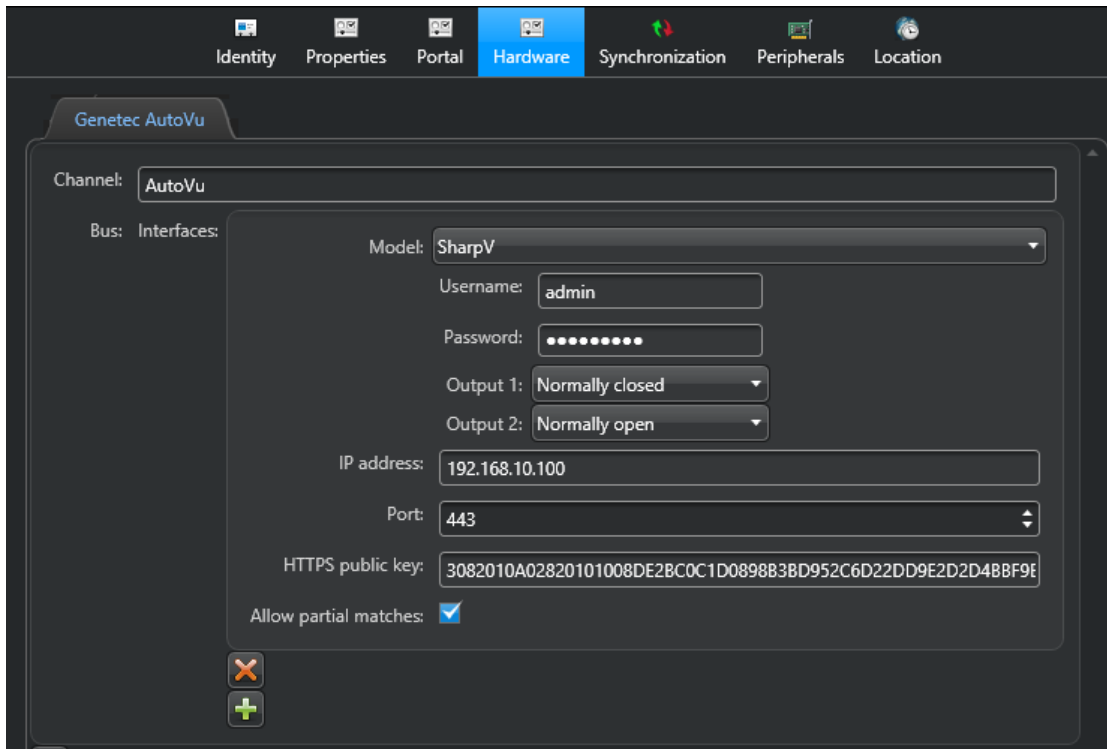 Identity Properties Portal Hardware Synchronization Peripherals Location
Genetec AutoVu
Channel: AutoVu
Bus: Interfaces:
Model: SharpV
Username: admin
Password: •••••••••
Output 1: Normally closed
Output 2: Normally open
IP address: 192.168.10.100
Port: 443
HTTPS public key: 3082010A02820101008DE2BC0C1D0898B3BD952C6D22DD9E2D2D4BBF9E
Allow partial matches: